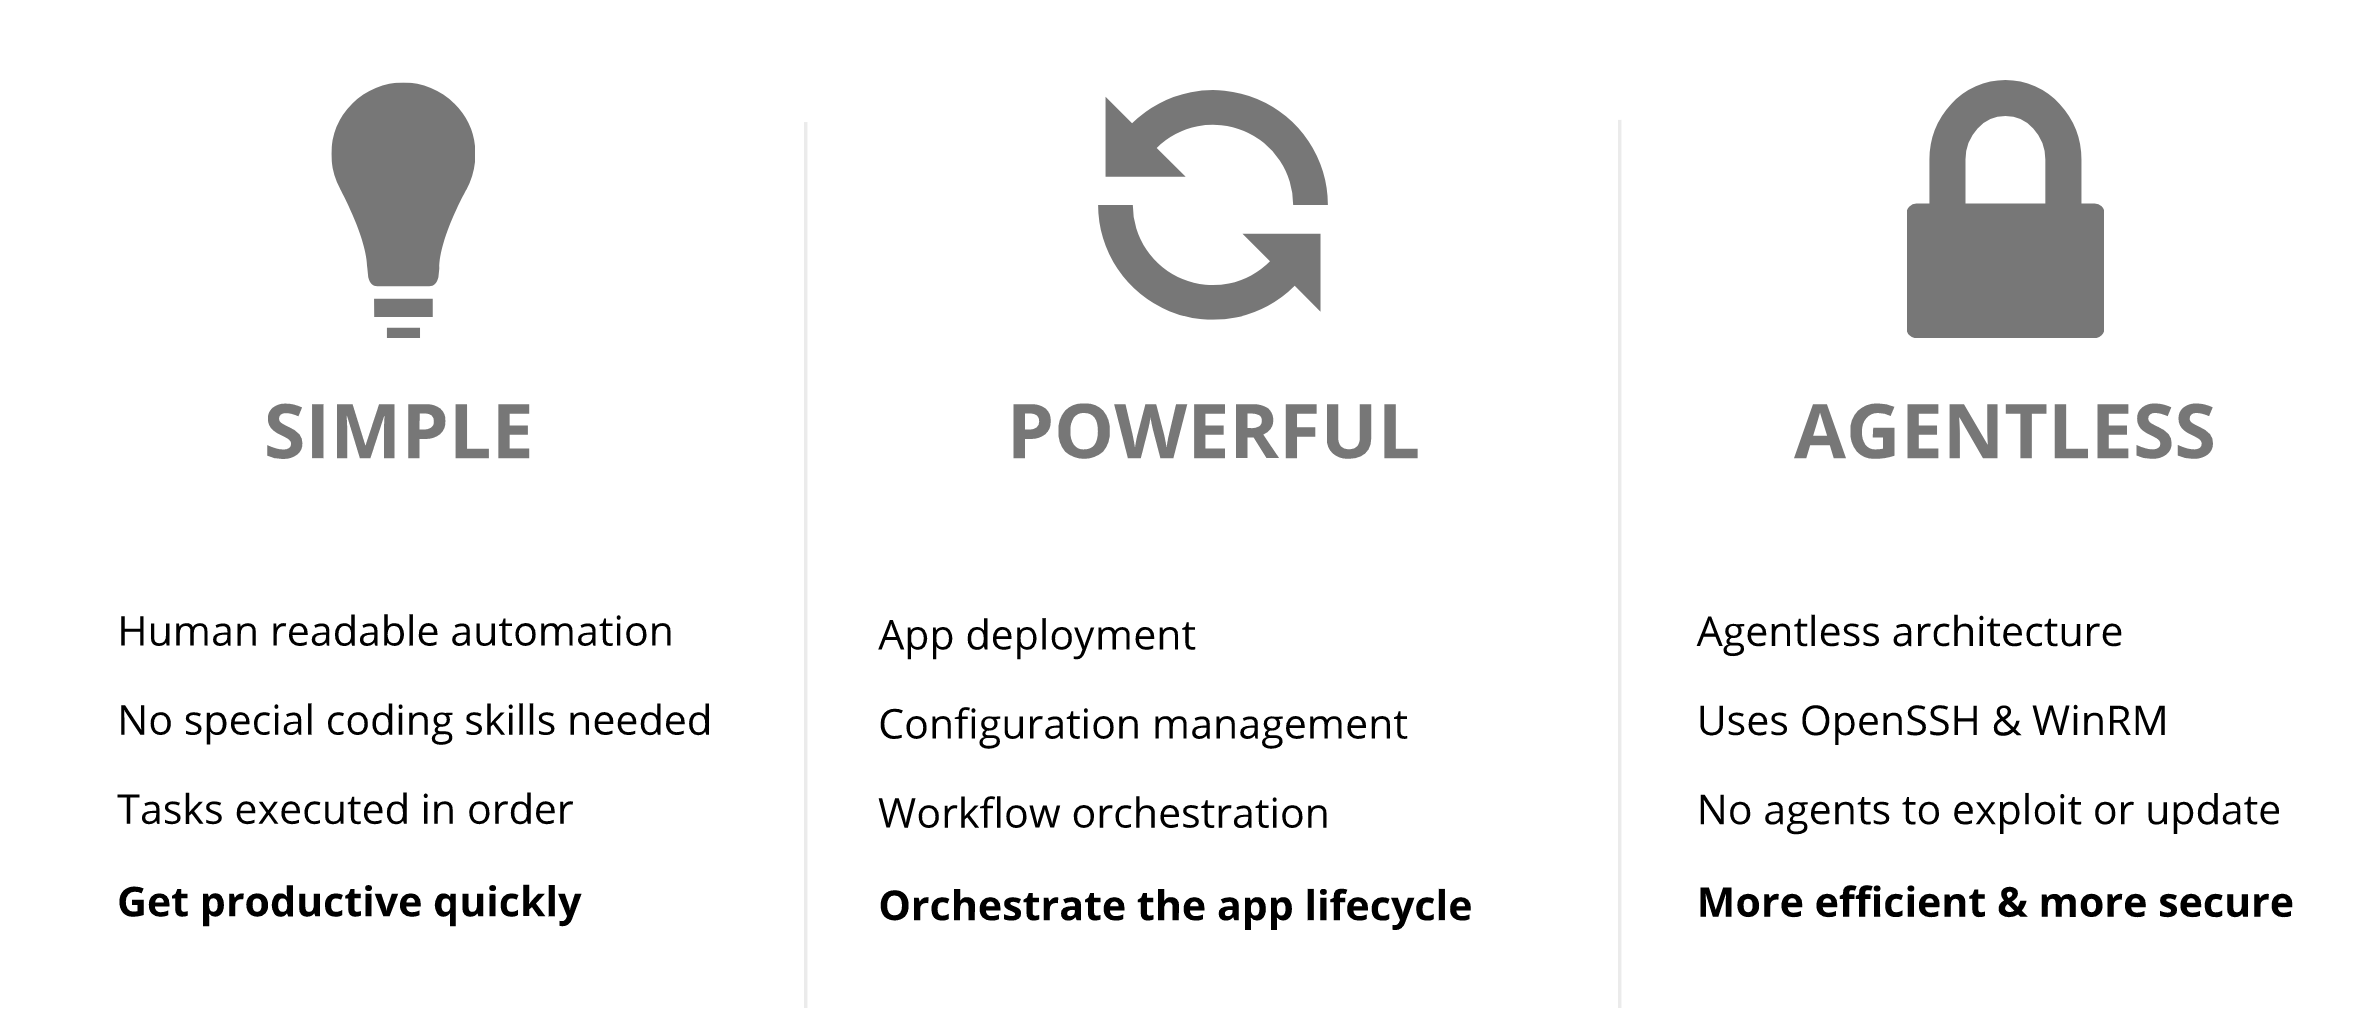 SIMPLE
Human readable automation
No special coding skills needed
Tasks executed in order
Get productive quickly
POWERFUL
App deployment
Configuration management
Workflow orchestration
Orchestrate the app lifecycle
AGENTLESS
Agentless architecture
Uses OpenSSH & WinRM
No agents to exploit or update
More efficient & more secure